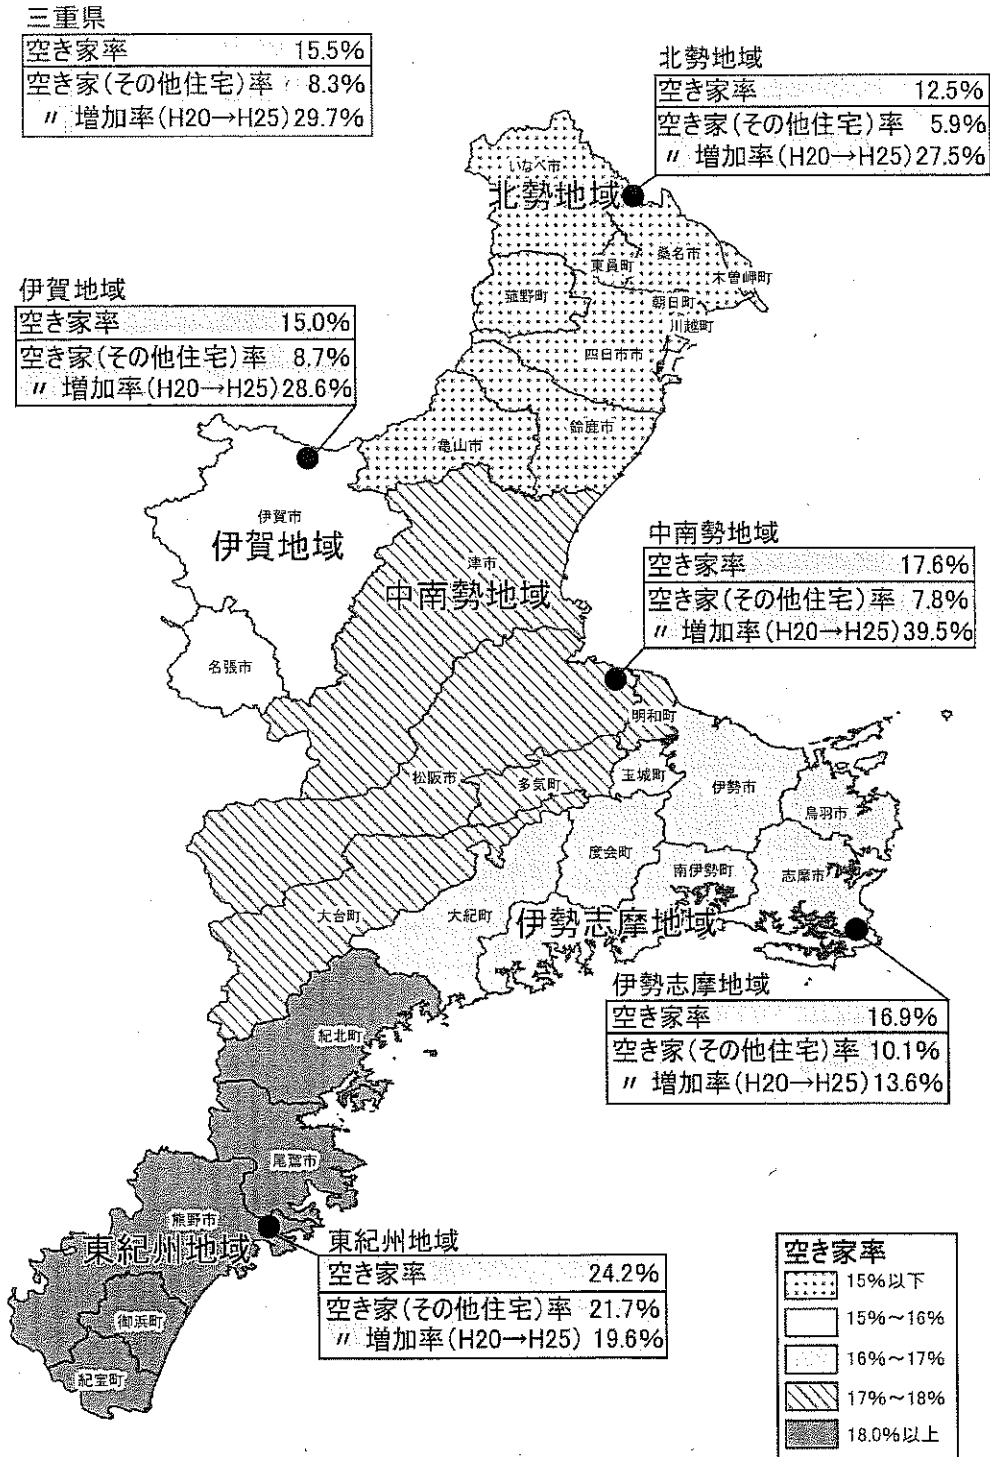 三重県
空き家率 15.5%
空き家(その他住宅)率 8.3%
〃 増加率(H20→H25)29.7%
北勢地域
空き家率 12.5%
空き家(その他住宅)率 5.9%
〃 増加率(H20→H25)27.5%
いなべ市
北勢地域
桑名市
東員町
木曽岬町
菰野町
朝日町
川越町
四日市市
鈴鹿市
亀山市
伊賀地域
空き家率 15.0%
空き家(その他住宅)率 8.7%
〃 増加率(H20→H25)28.6%
伊賀市
伊賀地域
名張市
中南勢地域
空き家率 17.6%
空き家(その他住宅)率 7.8%
〃 増加率(H20→H25)39.5%
津市
中南勢地域
明和町
松阪市
多気町
玉城町
伊勢市
鳥羽市
度会町
南伊勢町
志摩市
大台町
大紀町
伊勢志摩地域
伊勢志摩地域
空き家率 16.9%
空き家(その他住宅)率 10.1%
〃 増加率(H20→H25)13.6%
紀北町
尾鷲市
熊野市
東紀州地域
御浜町
紀宝町
東紀州地域
空き家率 24.2%
空き家(その他住宅)率 21.7%
〃 増加率(H20→H25) 19.6%
空き家率
15%以下
15%~16%
16%~17%
17%~18%
18.0%以上